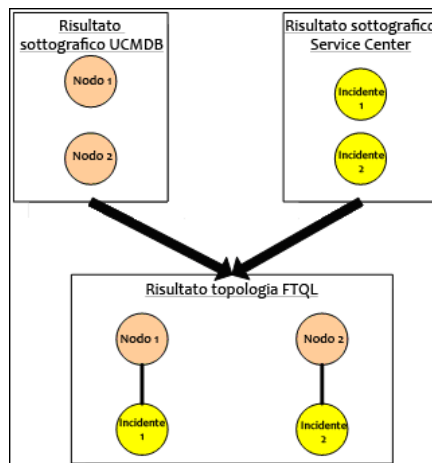 Risultato
sottografico UCMDB
Nodo 1
Nodo 2
Risultato sottografico
Service Center
Incidente
1
Incidente
2
Risultato topologia FTQL
Nodo 1
Nodo 2
Incidente
1
Incidente
2